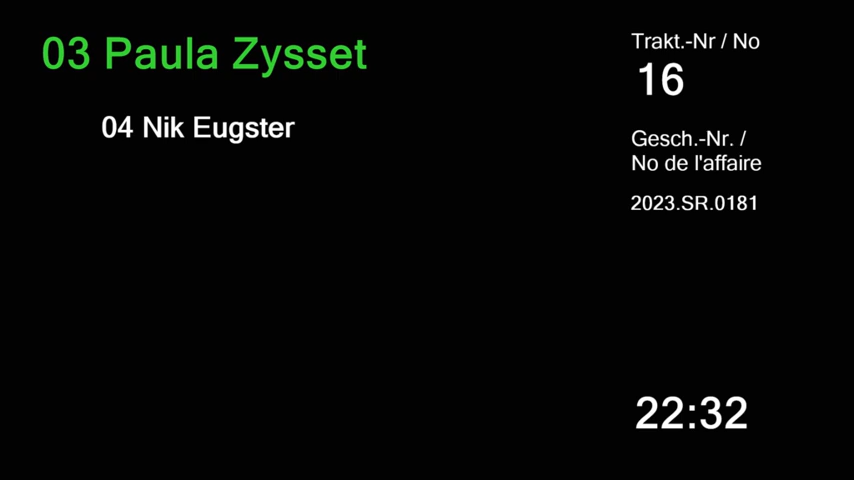 03 Paula Zysset
04 Nik Eugster
Trakt.-Nr / No
16
Gesch.-Nr. /
No de l'affaire
2023.SR.0181
22:32